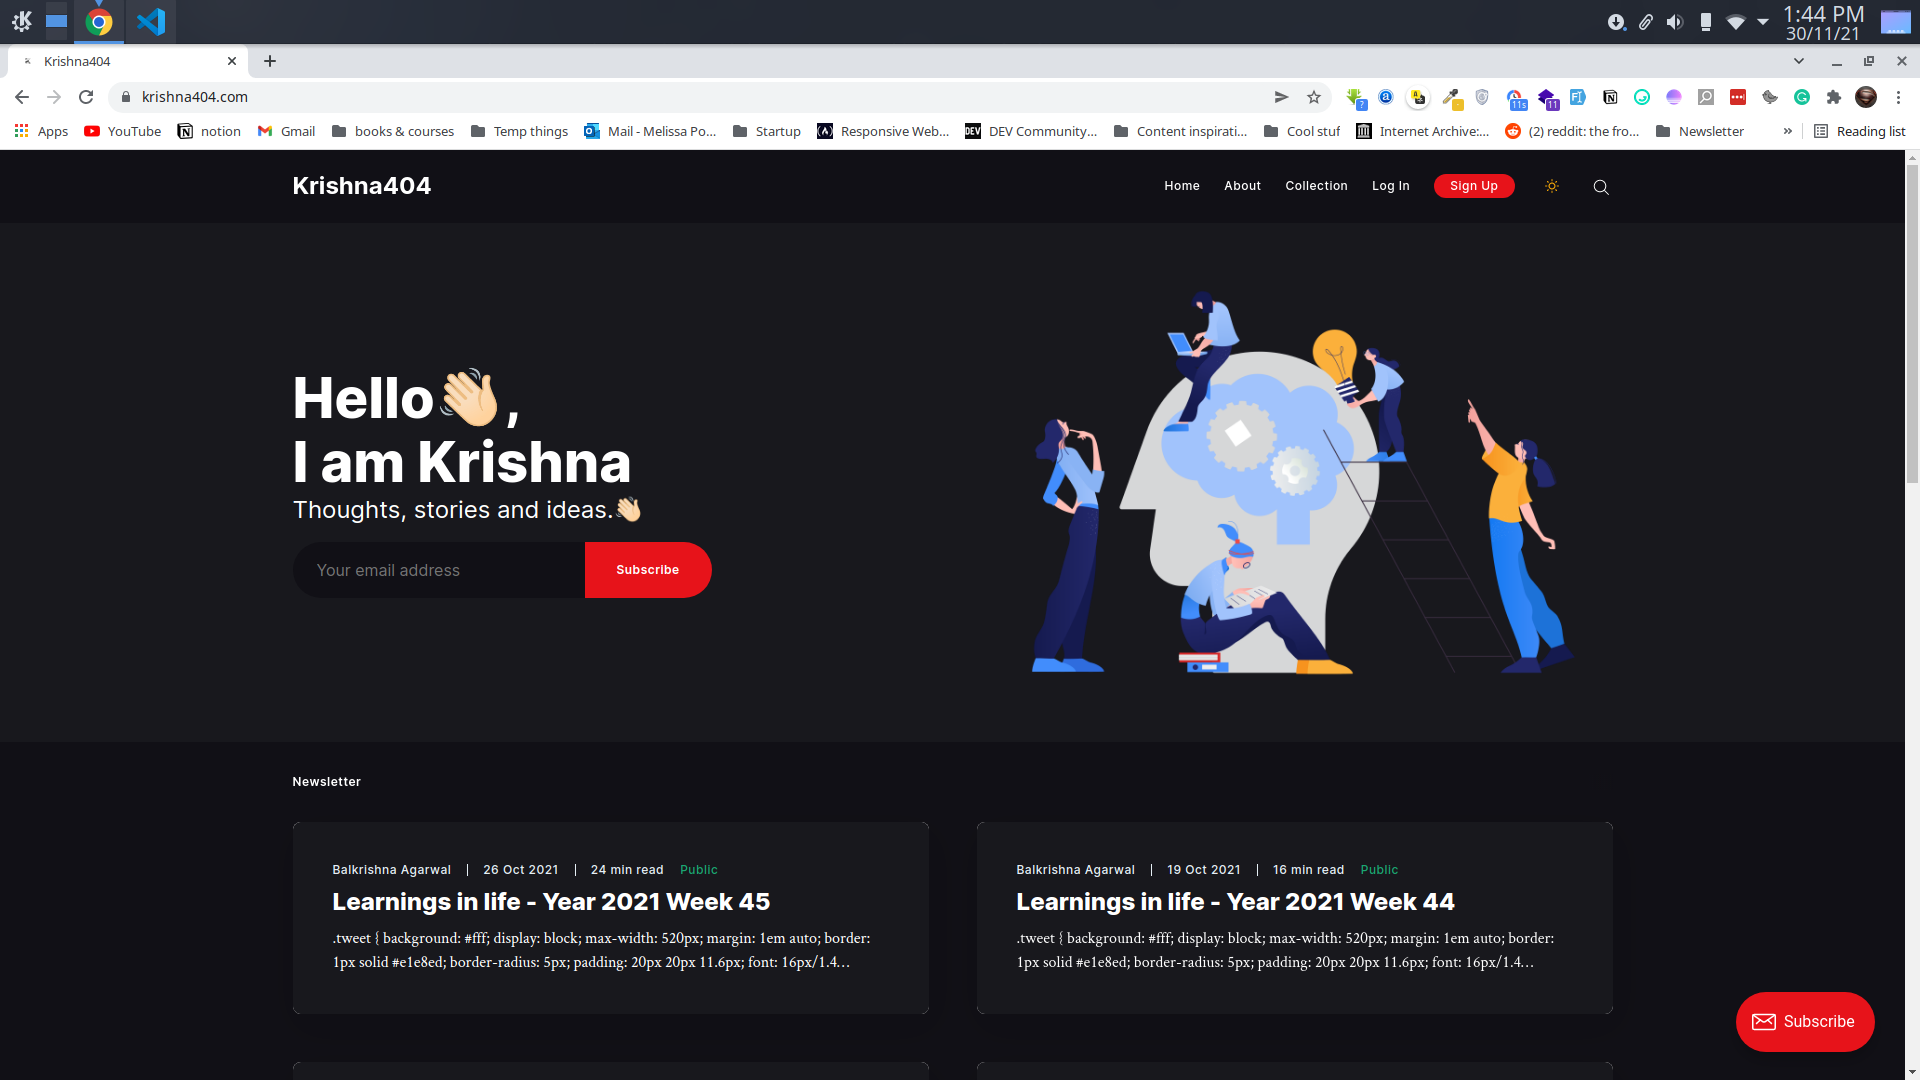 1:44 PM
30/11/21
Krishna404
krishna404.com
11s
11
Apps
YouTube
notion
Gmail
books & courses
Temp things
Mail - Melissa Po...
Startup
Responsive Web...
DEV Community...
Content inspirati...
Cool stuf
Internet Archive:...
(2) reddit: the fro...
Newsletter
»
Reading list
Krishna404
Home
About
Collection
Log In
Sign Up
Hello👋🏻,
I am Krishna
Thoughts, stories and ideas.👋🏻
Your email address
Subscribe
Newsletter
Balkrishna Agarwal | 26 Oct 2021 | 24 min read Public
Learnings in life - Year 2021 Week 45
.tweet { background: #fff; display: block; max-width: 520px; margin: 1em auto; border:
1px solid #e1e8ed; border-radius: 5px; padding: 20px 20px 11.6px; font: 16px/1.4…
Balkrishna Agarwal | 19 Oct 2021 | 16 min read Public
Learnings in life - Year 2021 Week 44
.tweet { background: #fff; display: block; max-width: 520px; margin: 1em auto; border:
1px solid #e1e8ed; border-radius: 5px; padding: 20px 20px 11.6px; font: 16px/1.4…
Subscribe